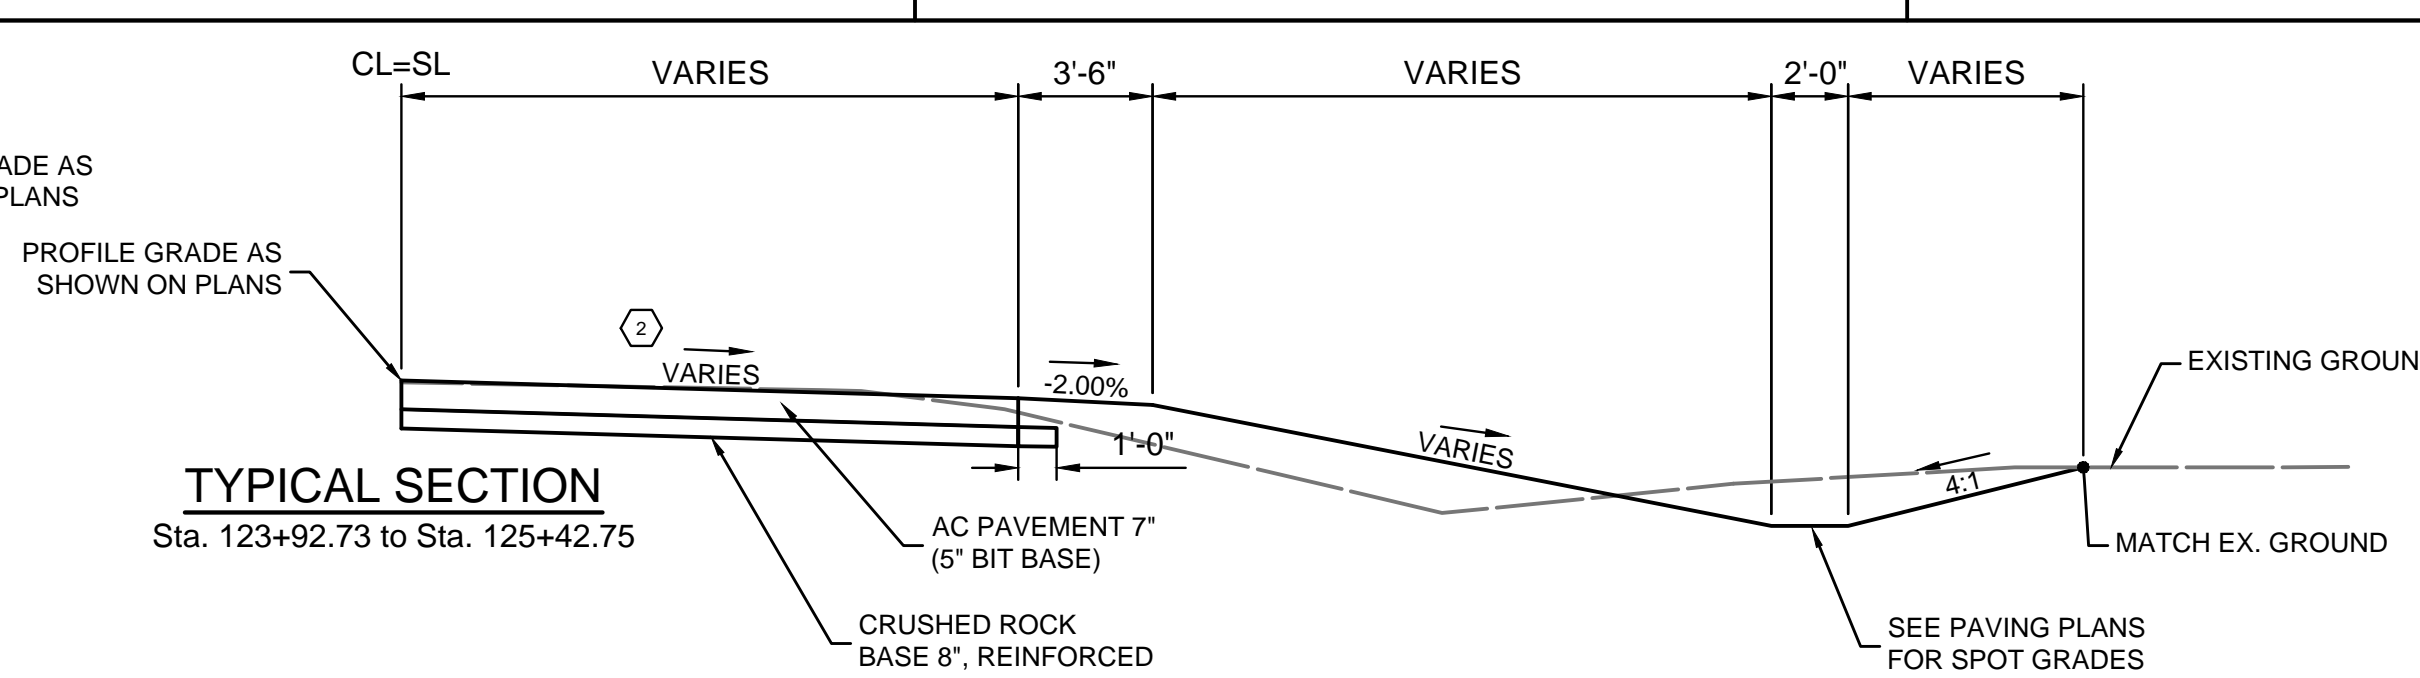 CL=SL
VARIES
3'-6"
VARIES
2'-0"
VARIES
ADE AS
PLANS
PROFILE GRADE AS
SHOWN ON PLANS
2
VARIES
-2.00%
1'-0"
VARIES
4:1
EXISTING GROUN
MATCH EX. GROUND
TYPICAL SECTION
Sta. 123+92.73 to Sta. 125+42.75
AC PAVEMENT 7"
(5" BIT BASE)
CRUSHED ROCK
BASE 8", REINFORCED
SEE PAVING PLANS
FOR SPOT GRADES